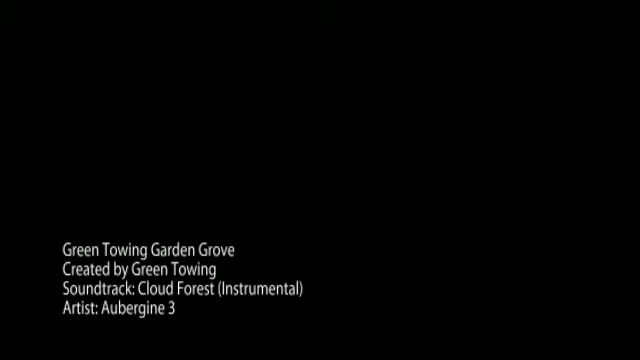 Green Towing Garden Grove
Created by Green Towing
Soundtrack: Cloud Forest (Instrumental)
Artist: Aubergine 3